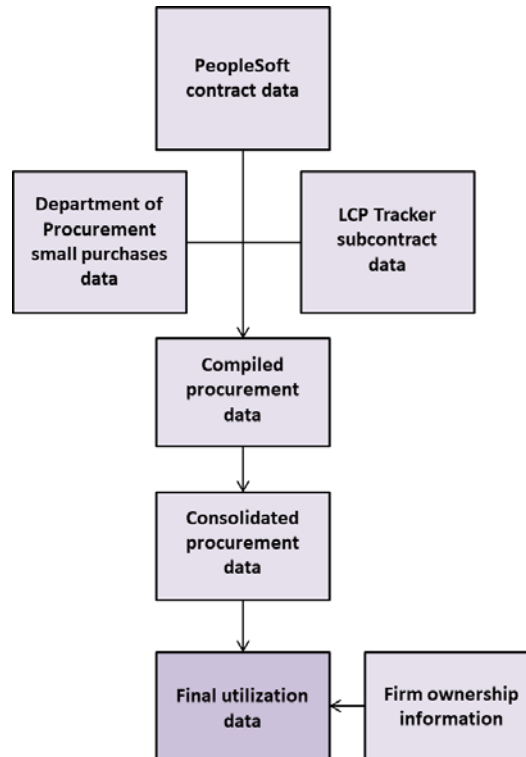 PeopleSoft
contract data
Department of
Procurement
small purchases
data
LCP Tracker
subcontract
data
Compiled
procurement
data
Consolidated
procurement
data
Final utilization
data
Firm ownership
information